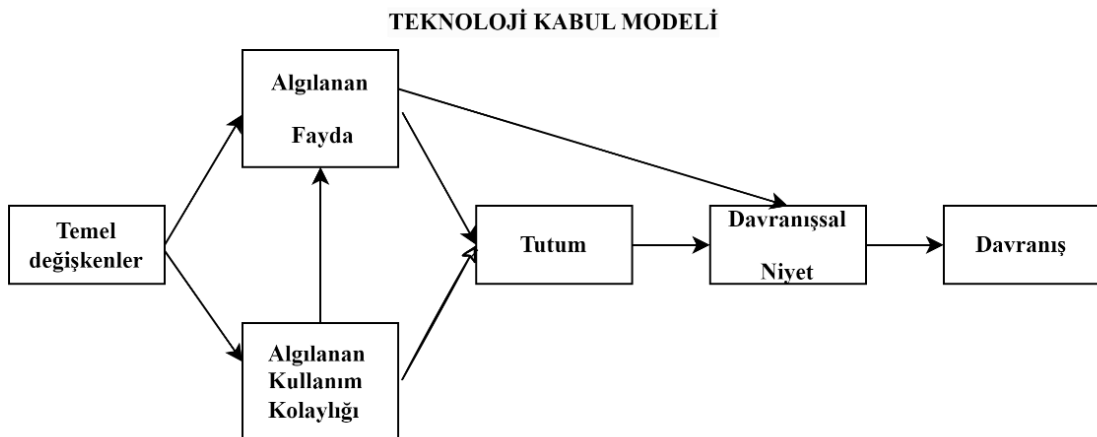 TEKNOLOJİ KABUL MODELİ
Algılanan
Fayda
Temel
değişkenler
Tutum
Davranışsal
Niyet
Davranış
Algılanan
Kullanım
Kolaylığı